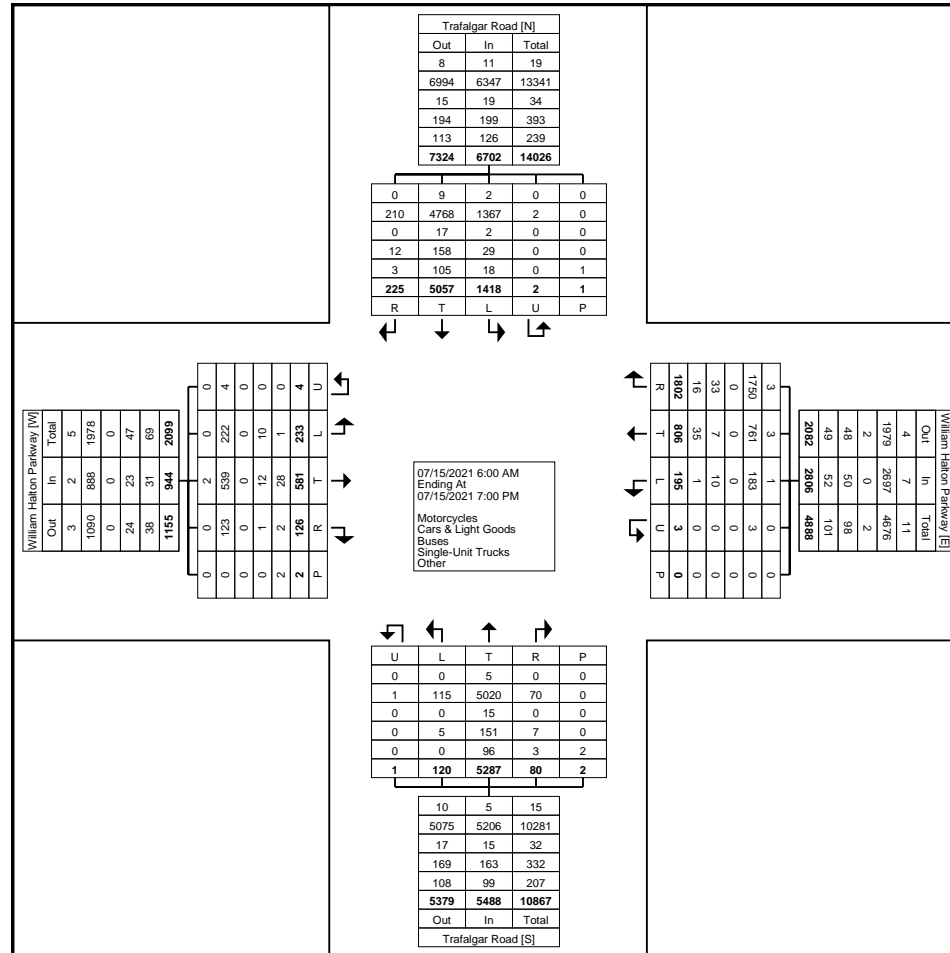 Trafalgar Road [N]
Out In Total
8 11 19
6994 6347 13341
15 19 34
194 199 393
113 126 239
7324 6702 14026
0 9 2 0 0
210 4768 1367 2 0
0 17 2 0 0
12 158 29 0 0
3 105 18 0 1
225 5057 1418 2 1
R T L U P
William Halton Parkway [W]
Out In Total
3 2 5
1090 888 1978
0 0 0
24 23 47
38 31 69
1155 944 2099
0 0 2 0 0
0 123 539 222 4
0 0 0 0 0
0 1 12 10 0
2 2 28 1 0
2 126 581 233 4
P R T L U
07/15/2021 6:00 AM
Ending At
07/15/2021 7:00 PM
Motorcycles
Cars & Light Goods
Buses
Single-Unit Trucks
Other
William Halton Parkway [E]
Out In Total
4 7 11
1979 2697 4676
2 0 2
48 50 98
49 52 101
2082 2806 4888
3 3 1 0 0
1750 761 183 3 0
0 0 0 0 0
33 7 10 0 0
16 35 1 0 0
1802 806 195 3 0
R T L U P
U L T R P
0 0 5 0 0
1 115 5020 70 0
0 0 15 0 0
0 5 151 7 0
0 0 96 3 2
1 120 5287 80 2
10 5 15
5075 5206 10281
17 15 32
169 163 332
108 99 207
5379 5488 10867
Out In Total
Trafalgar Road [S]